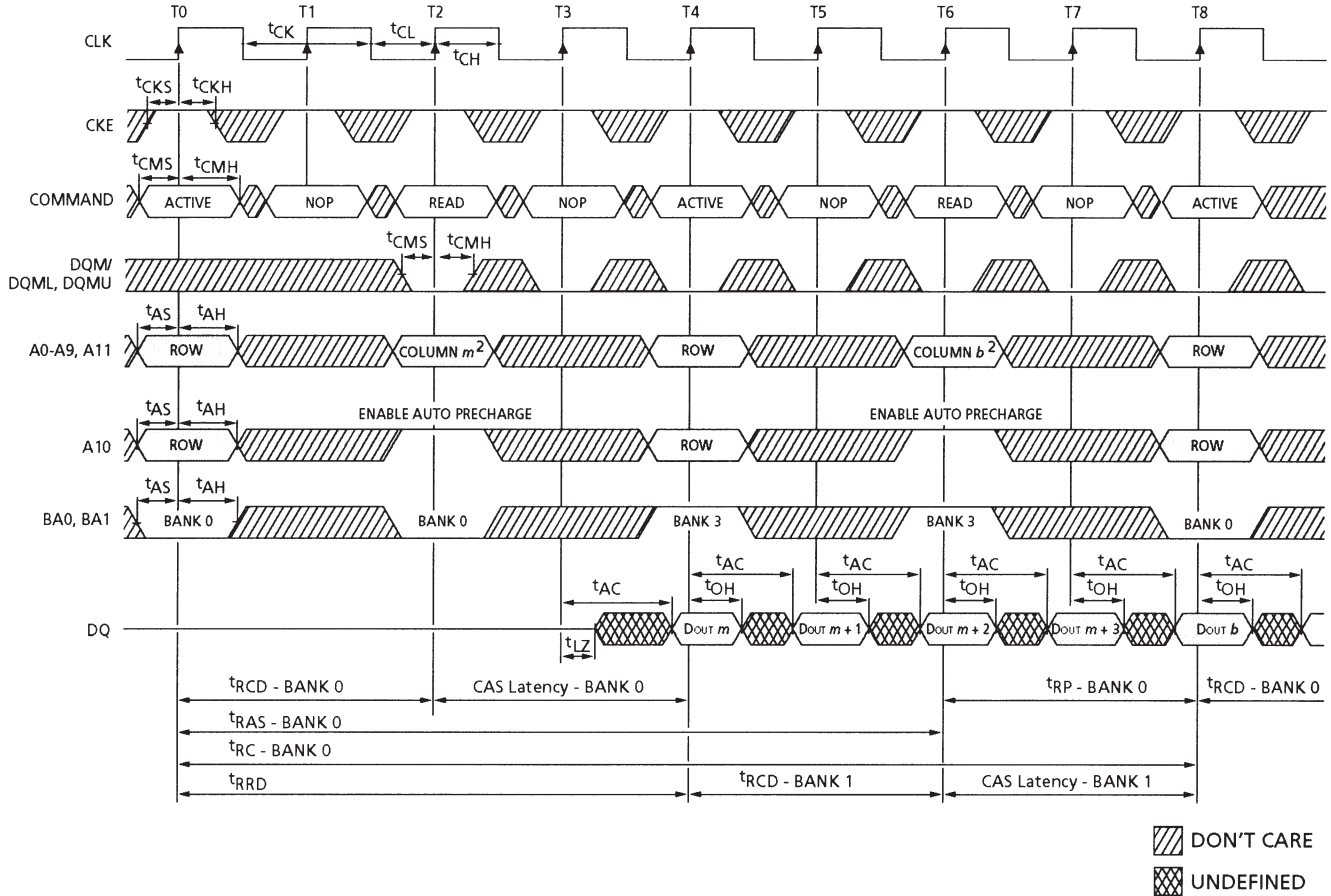 T0 T1 T2 T3 T4 T5 T6 T7 T8
CLK
tCK tCL
tCH
tCKS tCKH
CKE
tCMS tCMH
COMMAND ACTIVE NOP READ NOP ACTIVE NOP READ NOP ACTIVE
tCMS tCMH
DQM/
DQML, DQMU
tAS tAH
A0-A9, A11 ROW COLUMN m2 ROW COLUMN b2 ROW
tAS tAH ENABLE AUTO PRECHARGE ENABLE AUTO PRECHARGE
A10 ROW ROW ROW
tAS tAH
BA0, BA1 BANK 0 BANK 0 BANK 3 BANK 3 BANK 0
tAC tAC tAC tAC tAC tAC
tOH tOH tOH tOH tOH
DQ DOUT m DOUT m + 1 DOUT m + 2 DOUT m + 3 DOUT b
tLZ
tRCD - BANK 0 CAS Latency - BANK 0 tRP - BANK 0 tRCD - BANK 0
tRAS - BANK 0
tRC - BANK 0
tRRD tRCD - BANK 1 CAS Latency - BANK 1
DON'T CARE
UNDEFINED